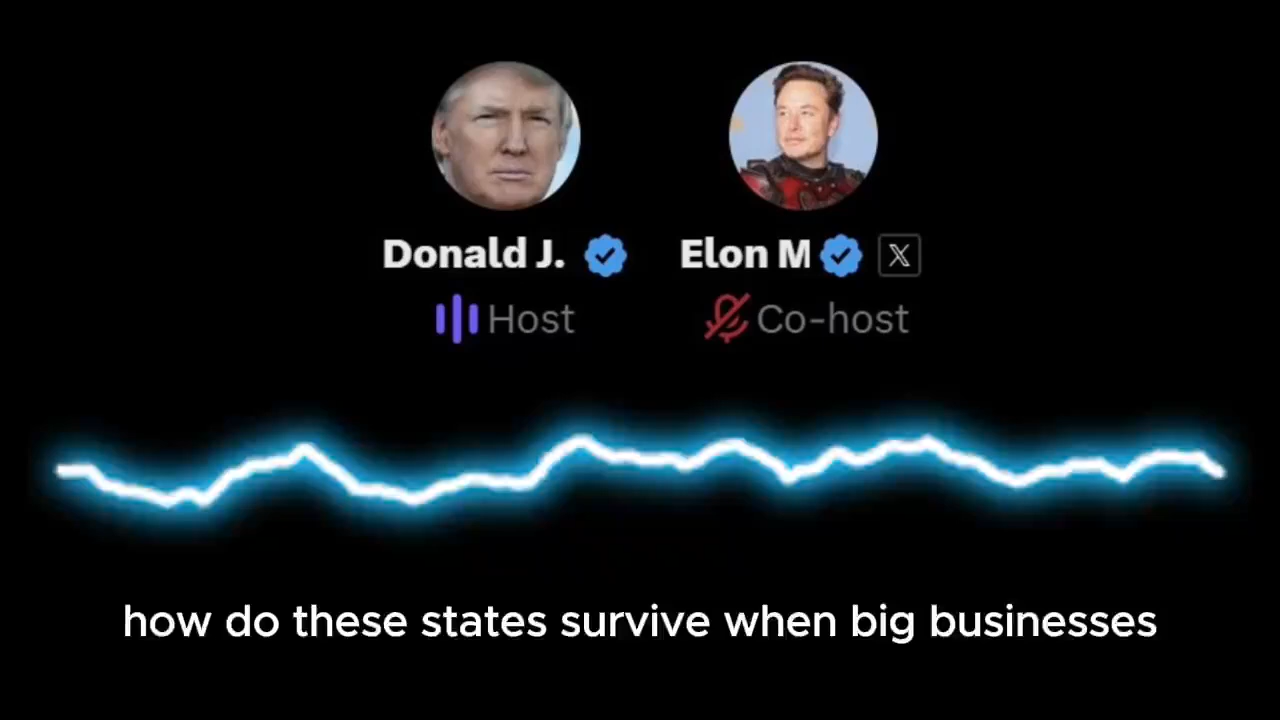 Donald J.
Elon M X
Host
Co-host
how do these states survive when big businesses